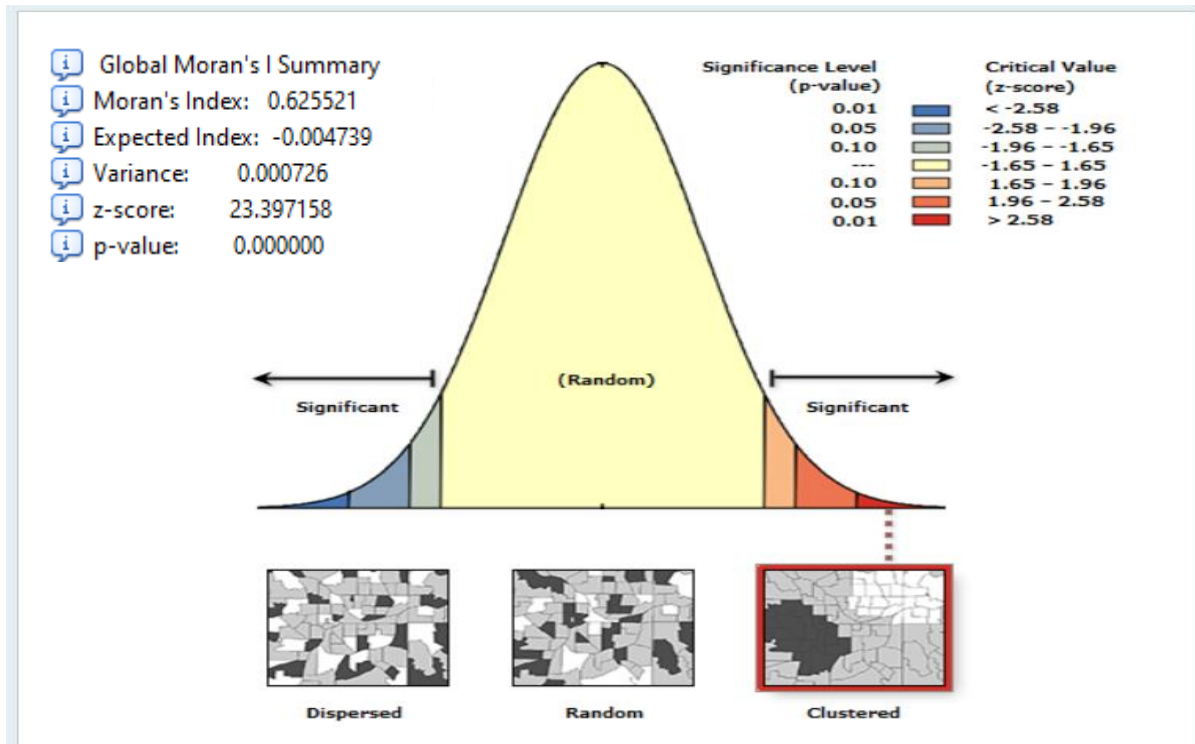 Global Moran's I Summary
Moran's Index: 0.625521
Expected Index: -0.004739
Variance: 0.000726
z-score: 23.397158
p-value: 0.000000
Significance Level
(p-value)
0.01
0.05
0.10
---
0.10
0.05
0.01
Critical Value
(z-score)
< -2.58
-2.58 – -1.96
-1.96 – -1.65
-1.65 – 1.65
1.65 – 1.96
1.96 – 2.58
> 2.58
Significant
(Random)
Significant
Dispersed
Random
Clustered